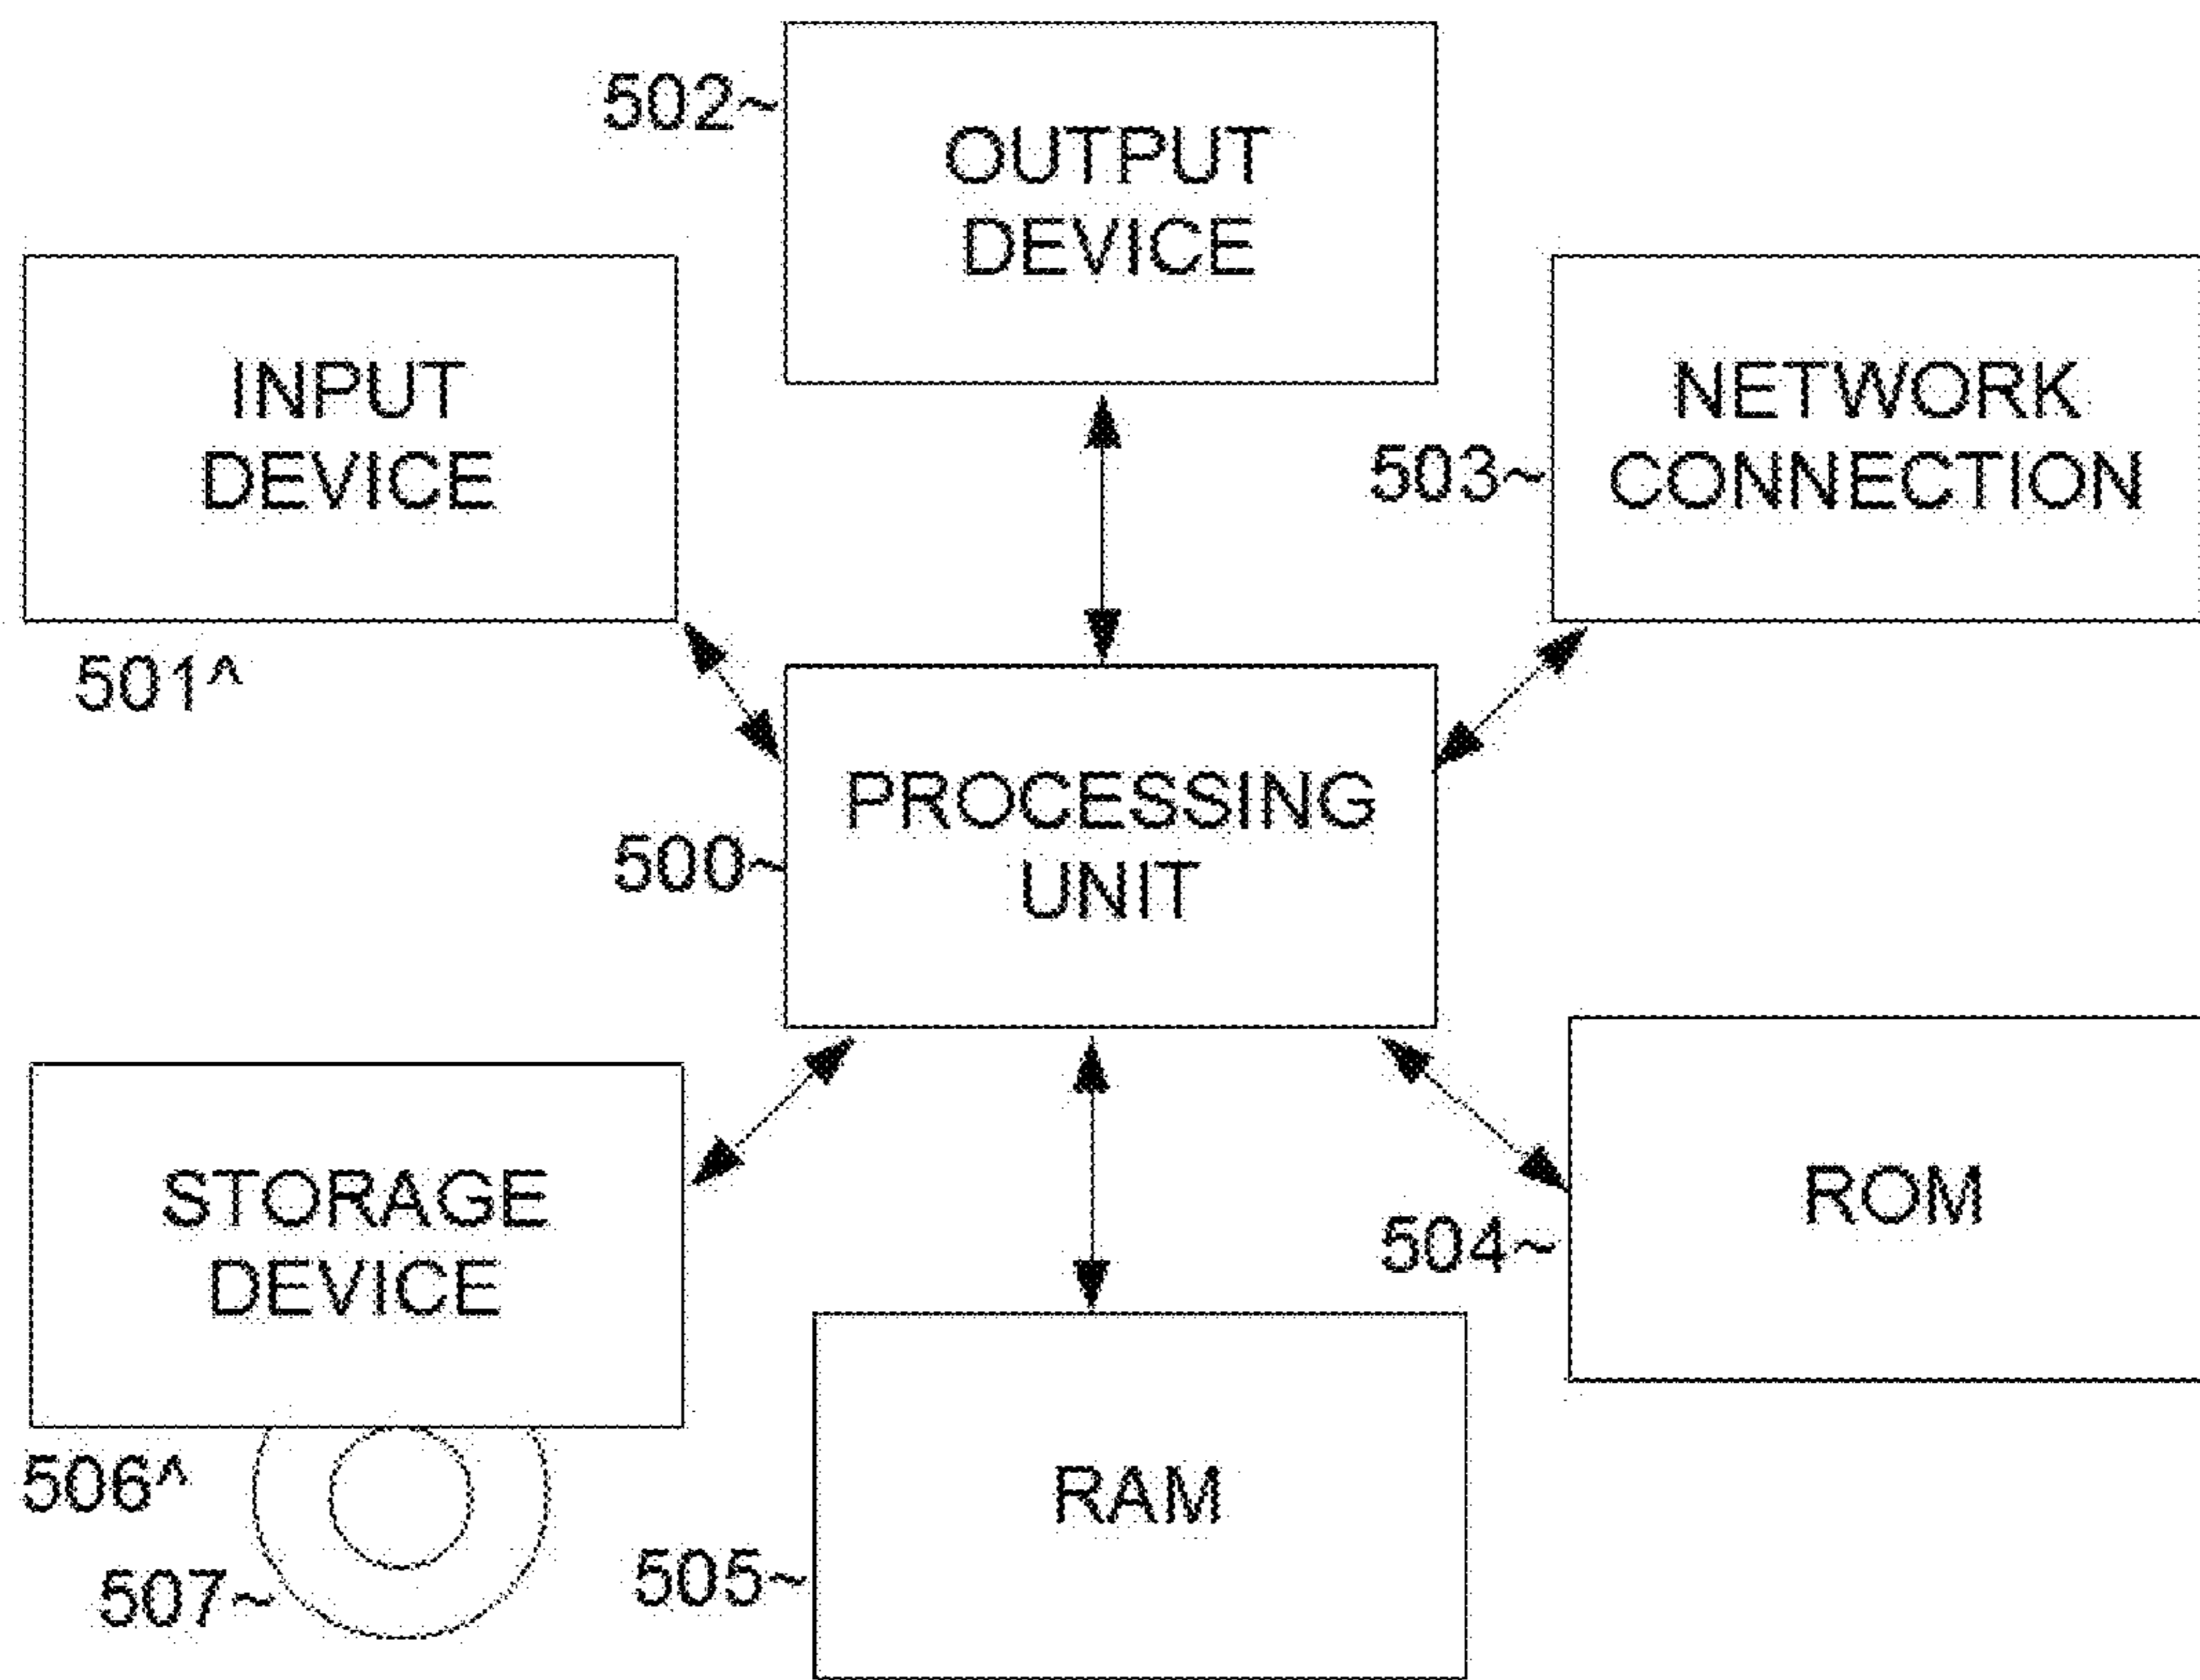 502~
OUTPUT
DEVICE
INPUT
DEVICE
501^
NETWORK
CONNECTION
503~
PROCESSING
UNIT
500~
STORAGE
DEVICE
506^
507~
ROM
504~
RAM
505~